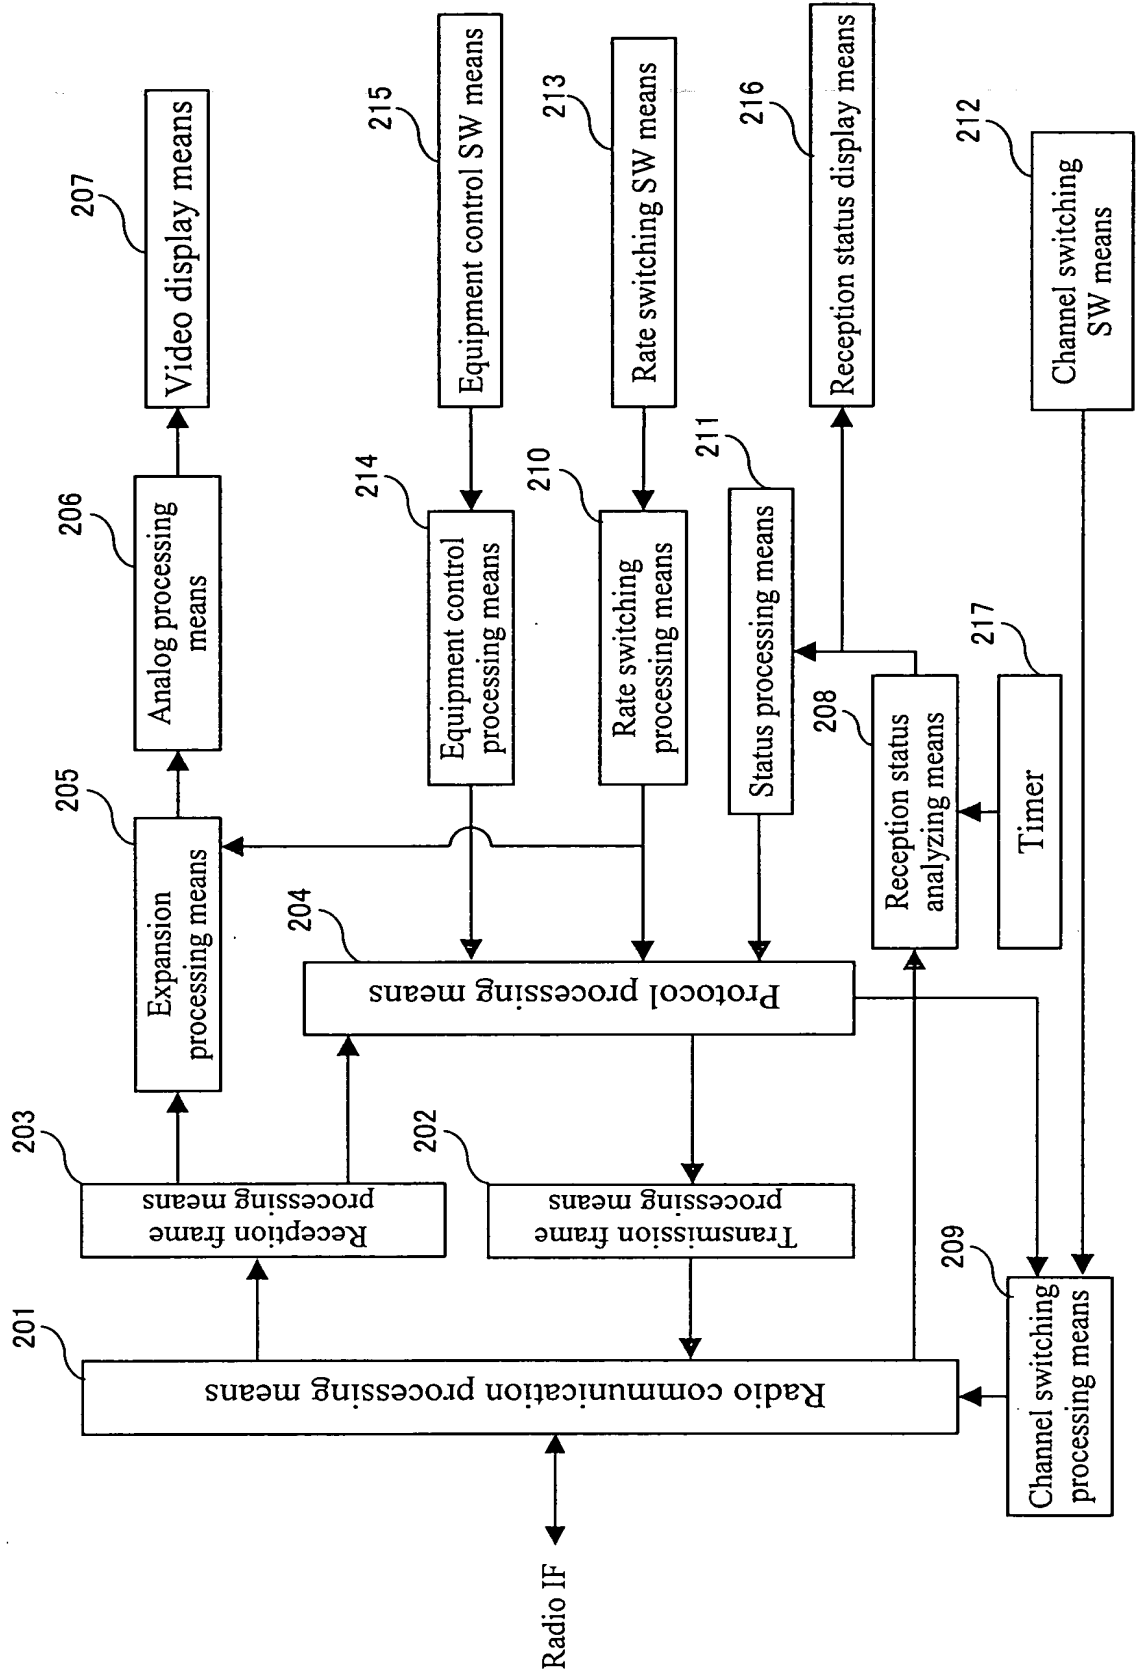 207
Video display means
206
Analog processing
means
205
Expansion
processing means
203
Reception frame
processing means
201
Radio communication processing means
Radio IF
215
Equipment control SW means
214
Equipment control
processing means
213
Rate switching SW means
210
Rate switching
processing means
204
Protocol processing means
202
Transmission frame
processing means
216
Reception status display means
211
Status processing means
208
Reception status
analyzing means
217
Timer
212
Channel switching
SW means
209
Channel switching
processing means